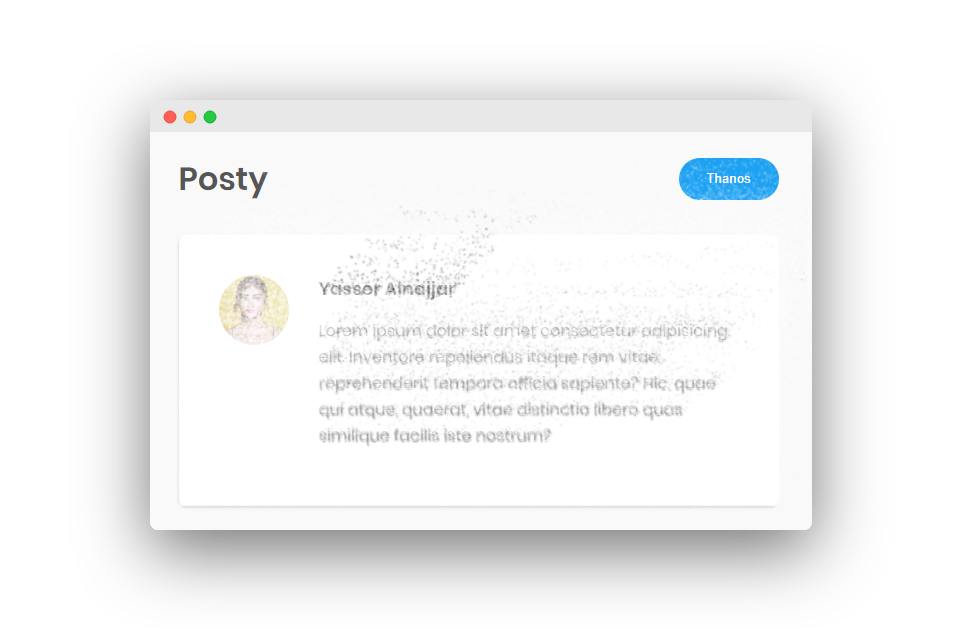 Posty
Thanos
Yasser Alnajjar
Lorem ipsum dolor sit amet consectetur adipisicing
elit. Inventore repellendus itaque rem vitae
reprehenderit tempora officia sapiente? Hic, quae
qui atque, quaerat, vitae distinctio libero quas
similique facilis iste nostrum?